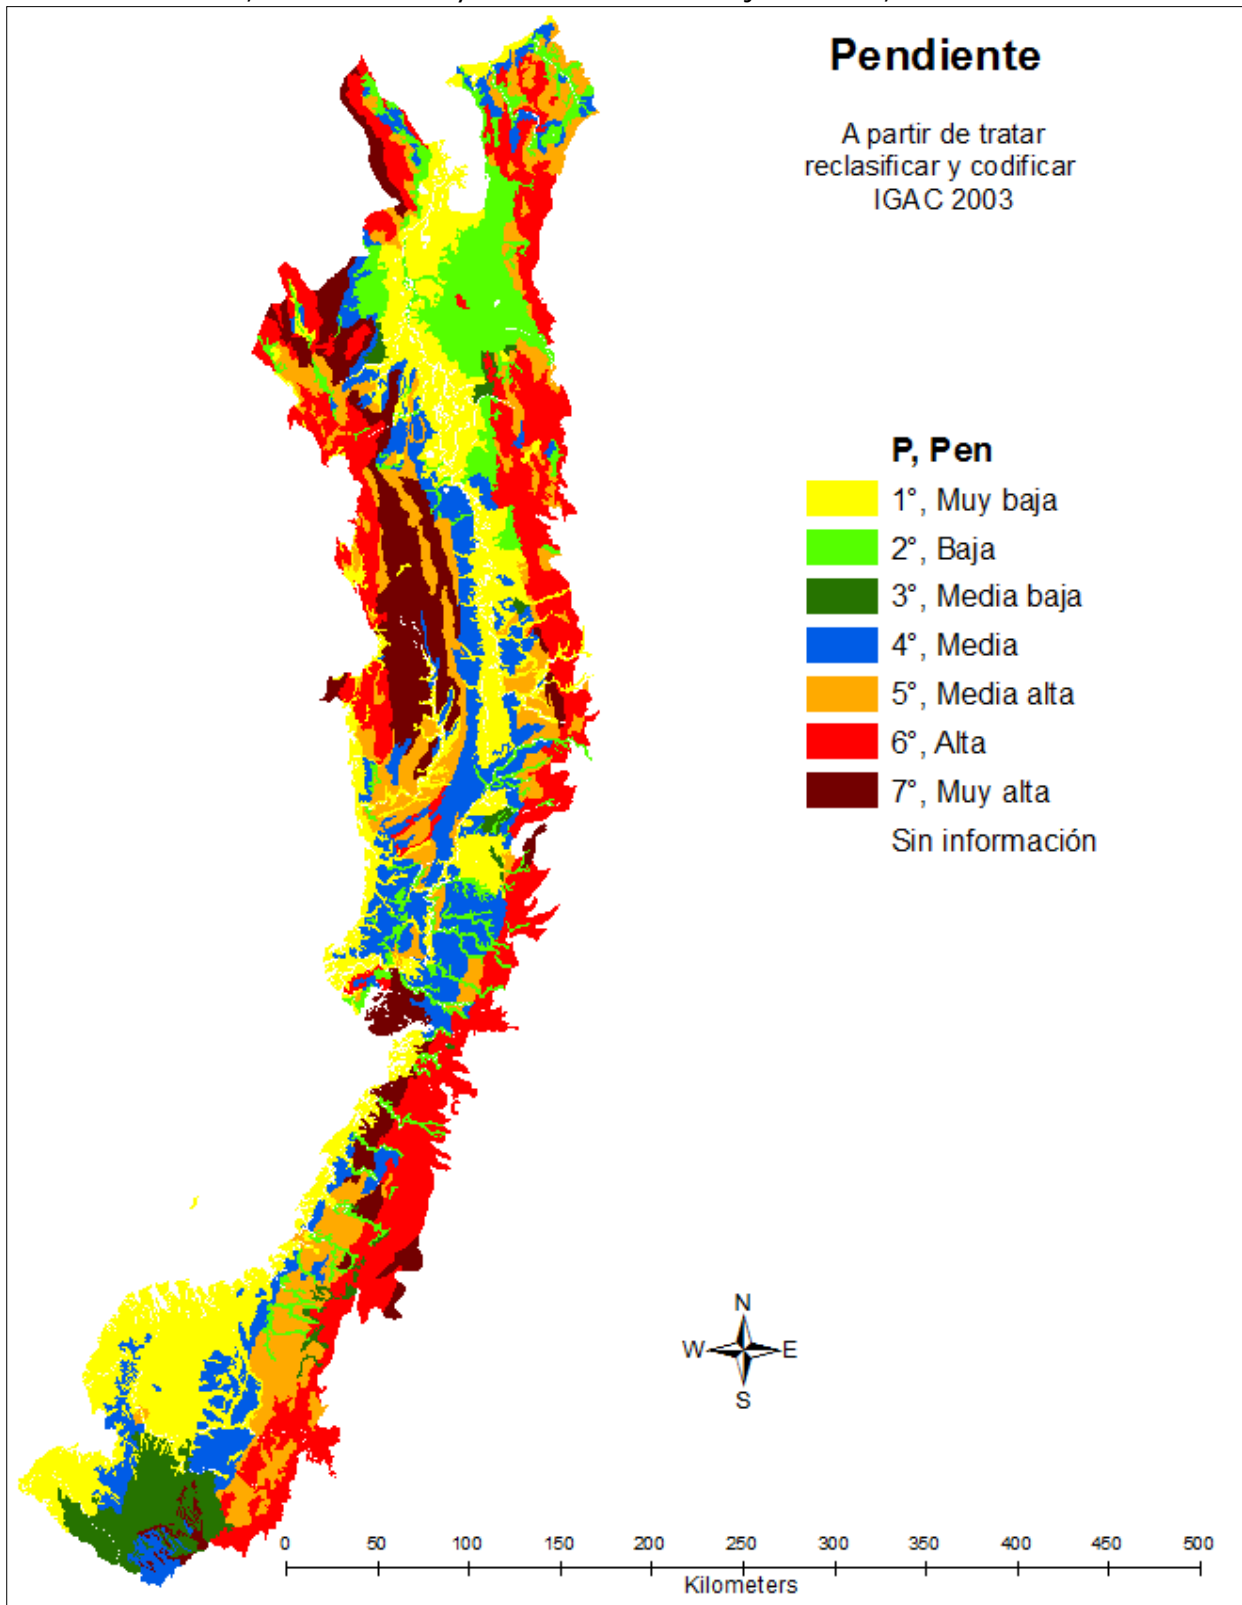 Pendiente
A partir de tratar
reclasificar y codificar
IGAC 2003
P, Pen
1°, Muy baja
2°, Baja
3°, Media baja
4°, Media
5°, Media alta
6°, Alta
7°, Muy alta
Sin información
N
W E
S
0 50 100 150 200 250 300 350 400 450 500
Kilometers